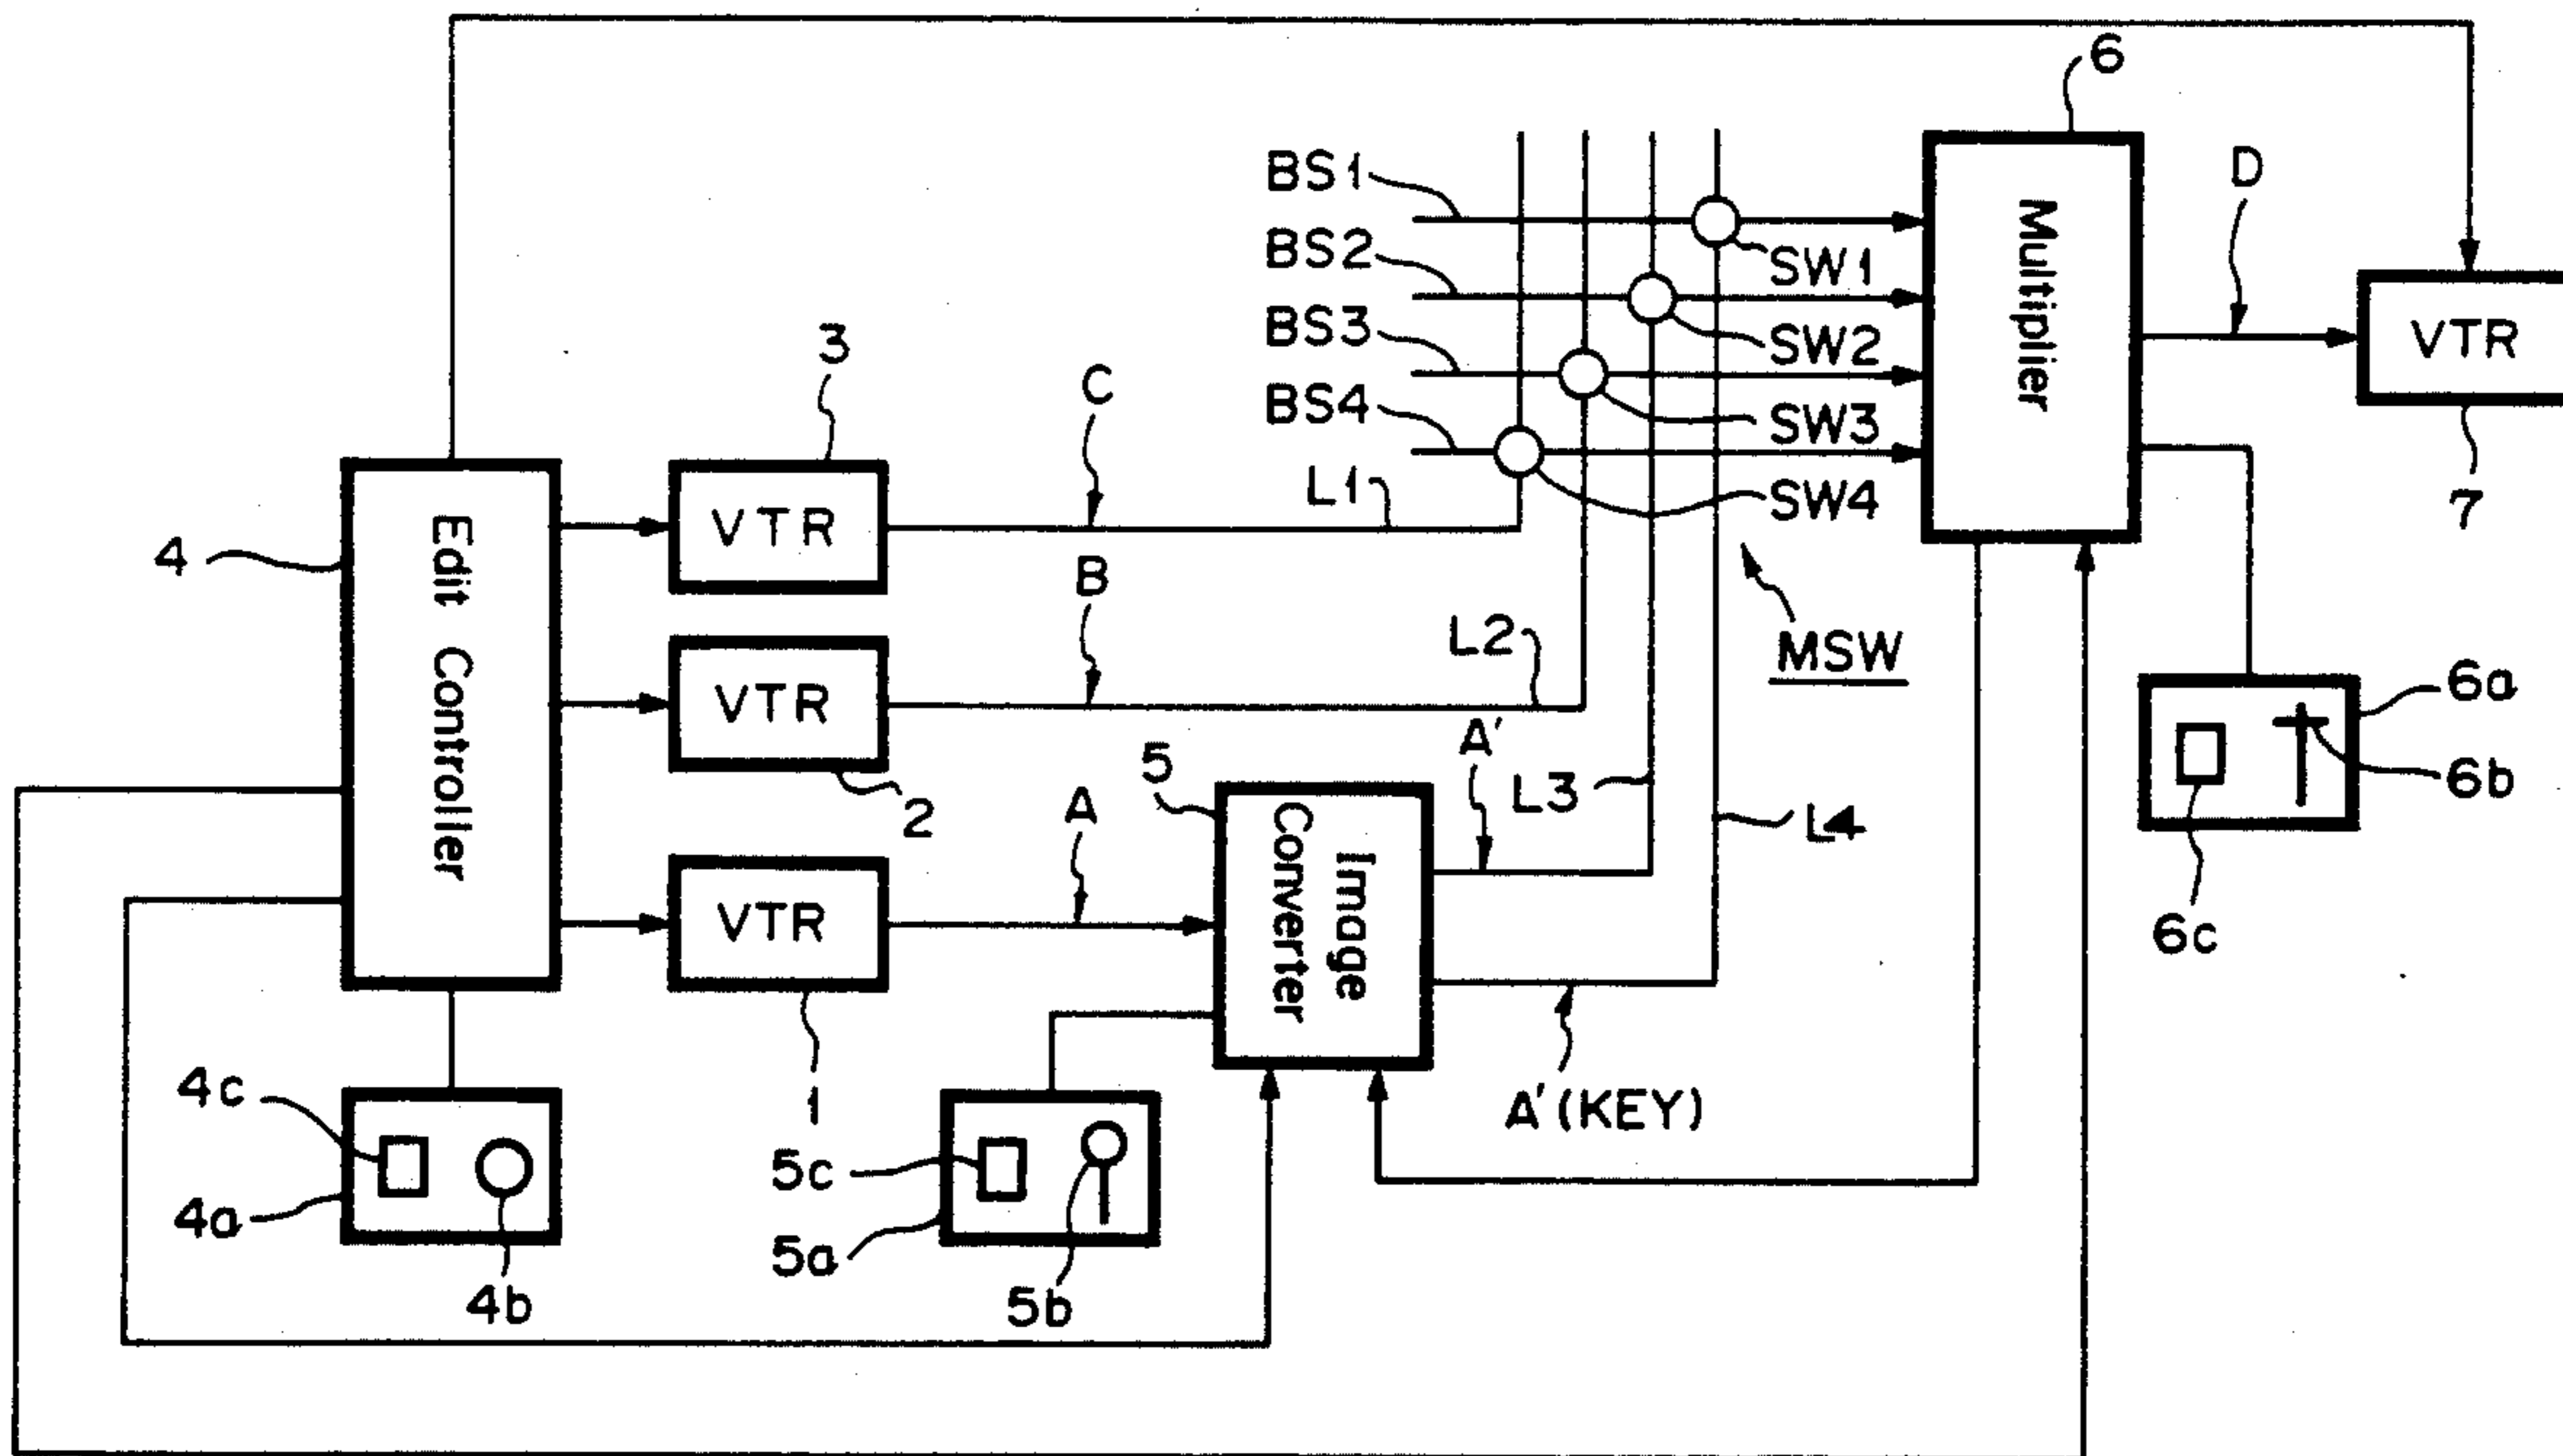 6
BS1
D
BS2
SW1
BS3
SW2
BS4
SW3
SW4
Multiplier
VTR
7
3
C
L1
4
Edit Controller
VTR
B
L2
MSW
VTR
2
A'
L3
L4
6a
6b
6c
5
A
VTR
1
Image
Converter
A'(KEY)
4c
4a
4b
5c
5a
5b